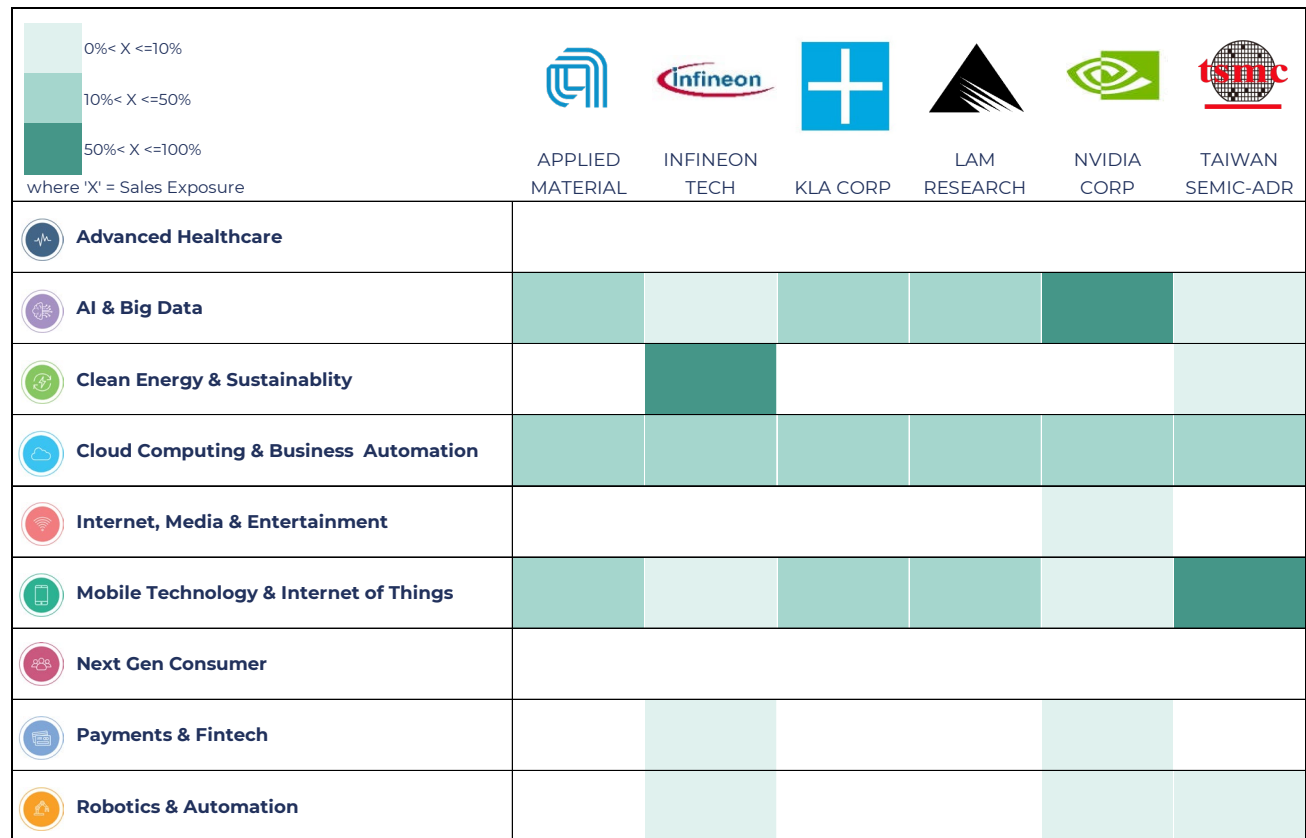 0%< X <=10%
10%< X <=50%
50%< X <=100%
where 'X' = Sales Exposure
infineon
tsmc
APPLIED
MATERIAL
INFINEON
TECH
KLA CORP
LAM
RESEARCH
NVIDIA
CORP
TAIWAN
SEMIC-ADR
Advanced Healthcare
AI & Big Data
Clean Energy & Sustainablity
Cloud Computing & Business  Automation
Internet, Media & Entertainment
Mobile Technology & Internet of Things
Next Gen Consumer
Payments & Fintech
Robotics & Automation